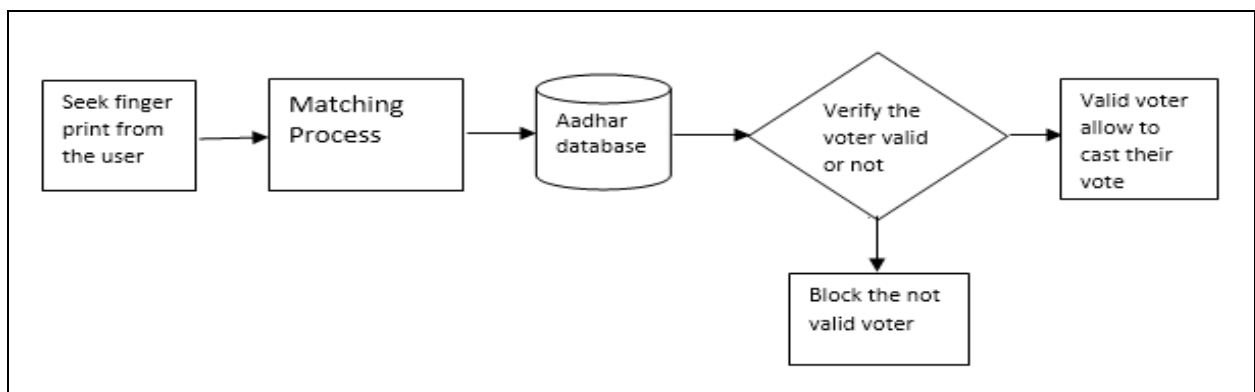 Seek finger
print from
the user
Matching
Process
Aadhar
database
Verify the
voter valid
or not
Valid voter
allow to
cast their
vote
Block the not
valid voter